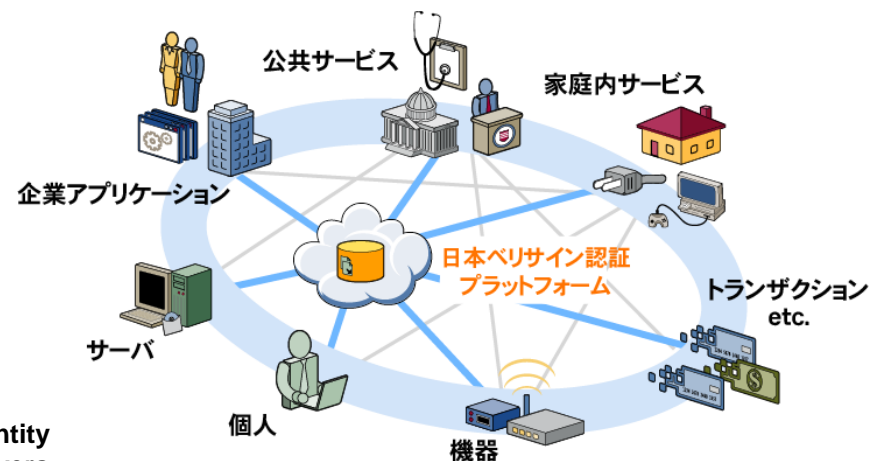 公共サービス
家庭内サービス
企業アプリケーション
日本ベリサイン認証
プラットフォーム
トランザクション
etc.
サーバ
個人
機器
ntity